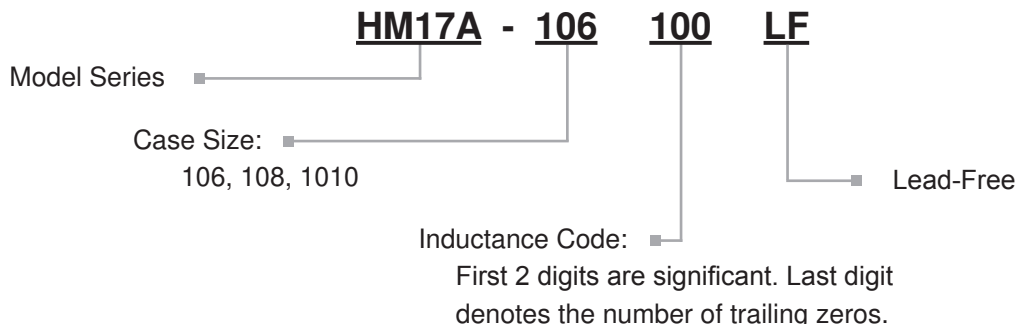 HM17A - 106 100 LF
Model Series
Case Size:
106, 108, 1010
Lead-Free
Inductance Code:
First 2 digits are significant. Last digit
denotes the number of trailing zeros.